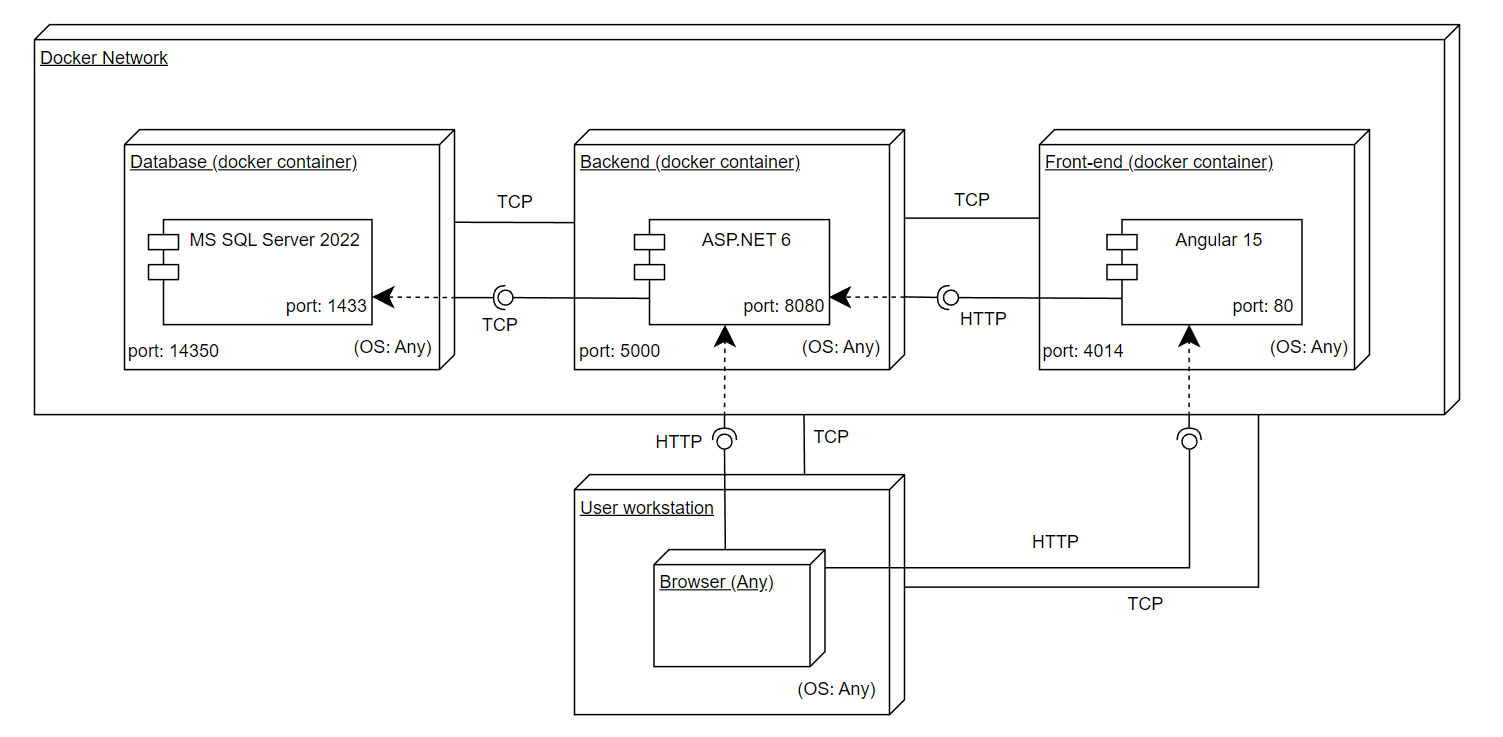 Docker Network
Database (docker container)
MS SQL Server 2022
port: 1433
port: 14350
(OS: Any)
TCP
TCP
Backend (docker container)
ASP.NET 6
port: 8080
port: 5000
(OS: Any)
TCP
HTTP
Front-end (docker container)
Angular 15
port: 80
port: 4014
(OS: Any)
HTTP
TCP
User workstation
Browser (Any)
(OS: Any)
HTTP
TCP